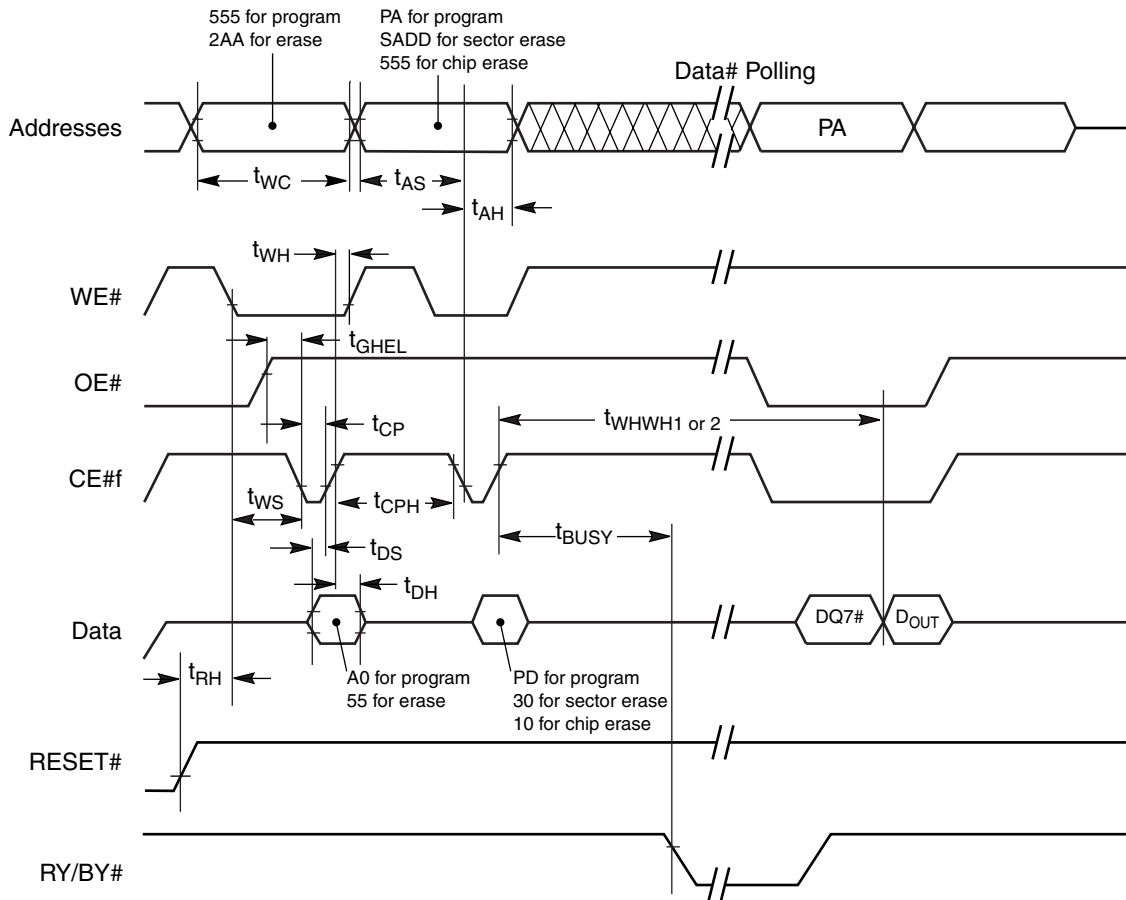 555 for program
2AA for erase
PA for program
SADD for sector erase
555 for chip erase
Data# Polling
Addresses
PA
tWC
tAS
tAH
tWH
WE#
tGHEL
OE#
tWHWH1 or 2
tCP
CE#f
tWS
tCPH
tBUSY
tDS
tDH
Data
DQ7#
DOUT
tRH
A0 for program
55 for erase
PD for program
30 for sector erase
10 for chip erase
RESET#
RY/BY#